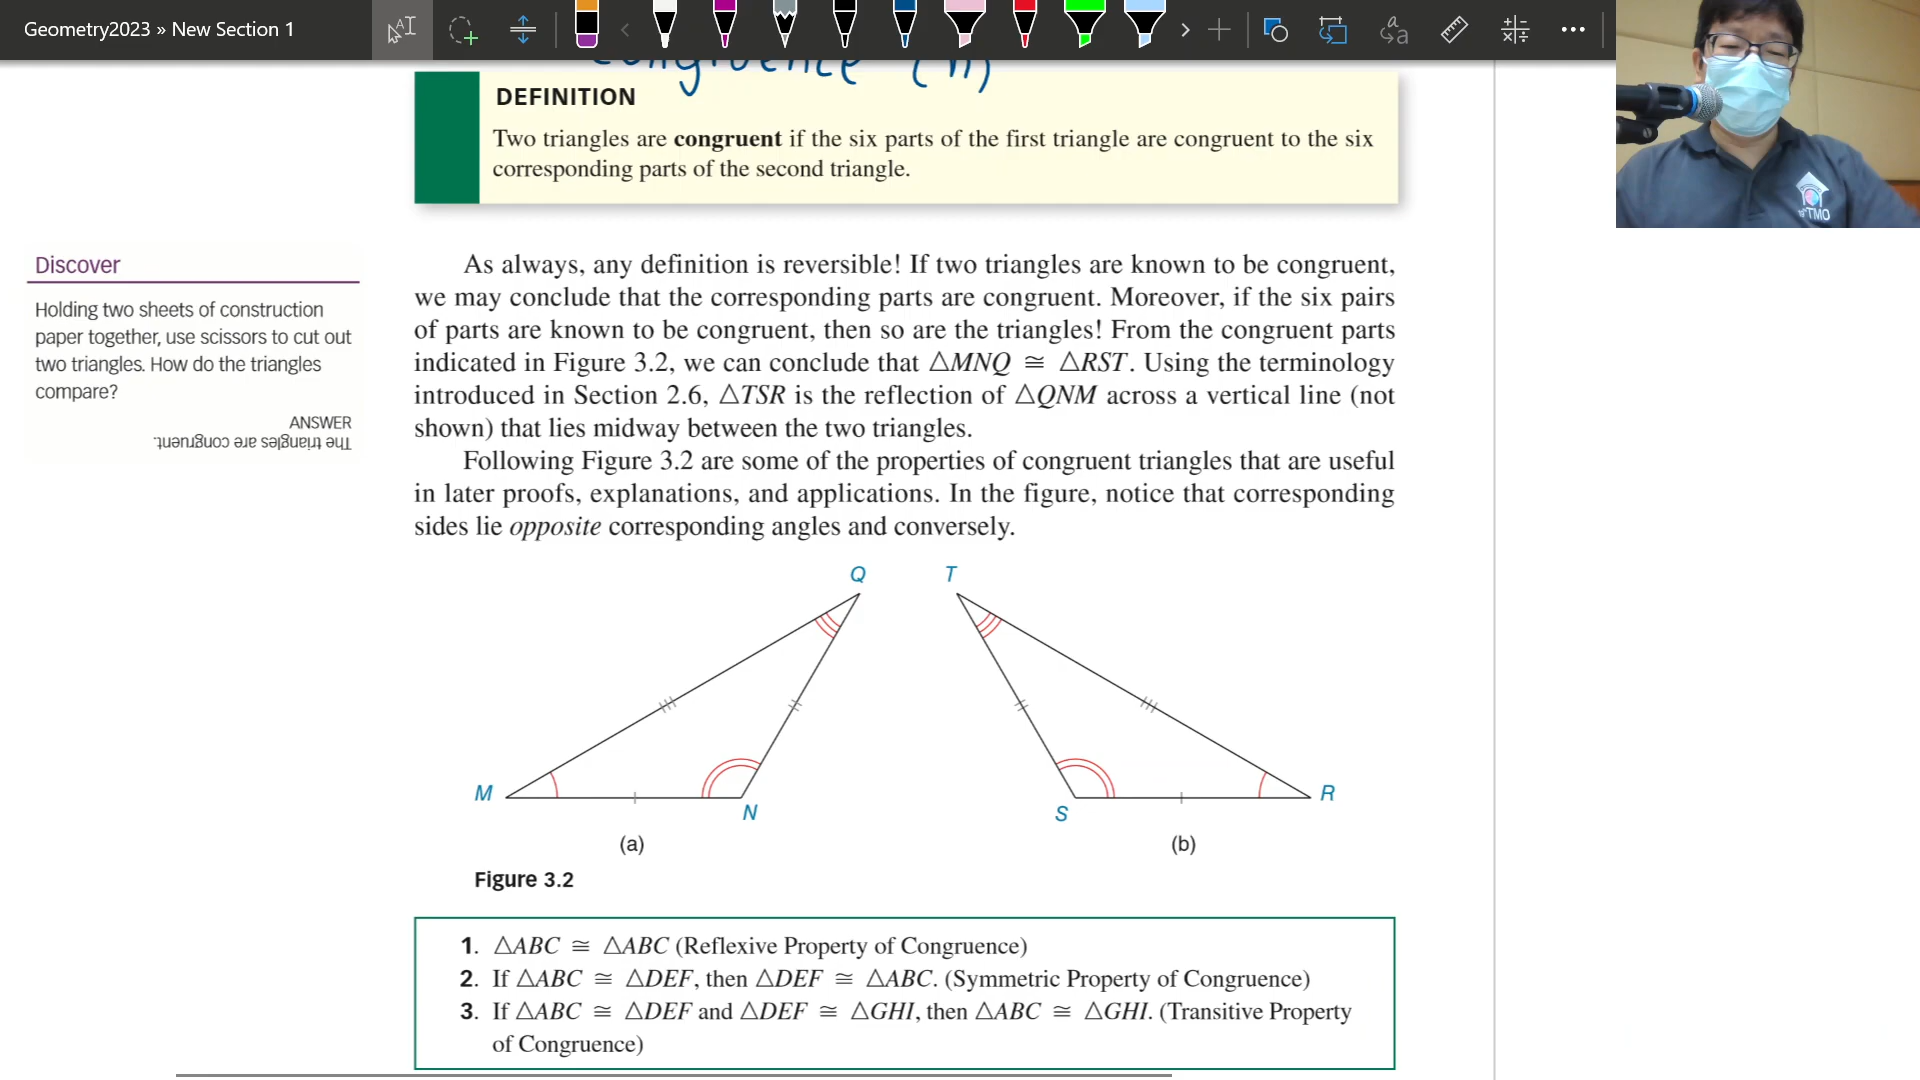 Geometry2023 » New Section 1
congruence (n)
DEFINITION
Two triangles are congruent if the six parts of the first triangle are congruent to the six
corresponding parts of the second triangle.
Discover
Holding two sheets of construction
paper together, use scissors to cut out
two triangles. How do the triangles
compare?
ANSWER
The triangles are congruent.
As always, any definition is reversible! If two triangles are known to be congruent,
we may conclude that the corresponding parts are congruent. Moreover, if the six pairs
of parts are known to be congruent, then so are the triangles! From the congruent parts
indicated in Figure 3.2, we can conclude that △MNQ ≅ △RST. Using the terminology
introduced in Section 2.6, △TSR is the reflection of △QNM across a vertical line (not
shown) that lies midway between the two triangles.
Following Figure 3.2 are some of the properties of congruent triangles that are useful
in later proofs, explanations, and applications. In the figure, notice that corresponding
sides lie opposite corresponding angles and conversely.
Q T
M N S R
(a) (b)
Figure 3.2
1. △ABC ≅ △ABC (Reflexive Property of Congruence)
2. If △ABC ≅ △DEF, then △DEF ≅ △ABC. (Symmetric Property of Congruence)
3. If △ABC ≅ △DEF and △DEF ≅ △GHI, then △ABC ≅ △GHI. (Transitive Property
of Congruence)
TMO